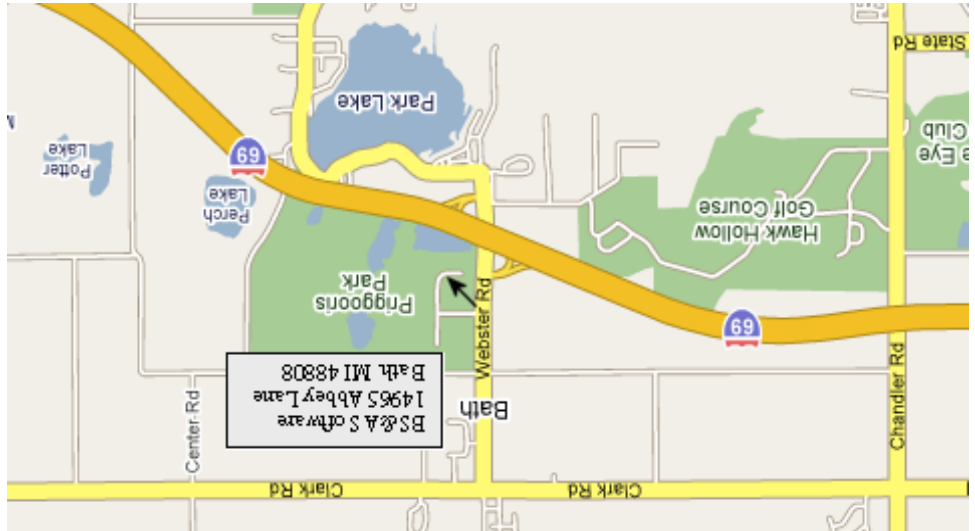 Clark Rd
Clark Rd
Center Rd
Chandler Rd
Bath
BS&A Software
14965 Abbey Lane
Bath MI 48808
Webster Rd
69
Priggooris
Park
Hawk Hollow
Golf Course
Perch
Lake
Potter
Lake
69
e Eye
Club
Park Lake
State Rd